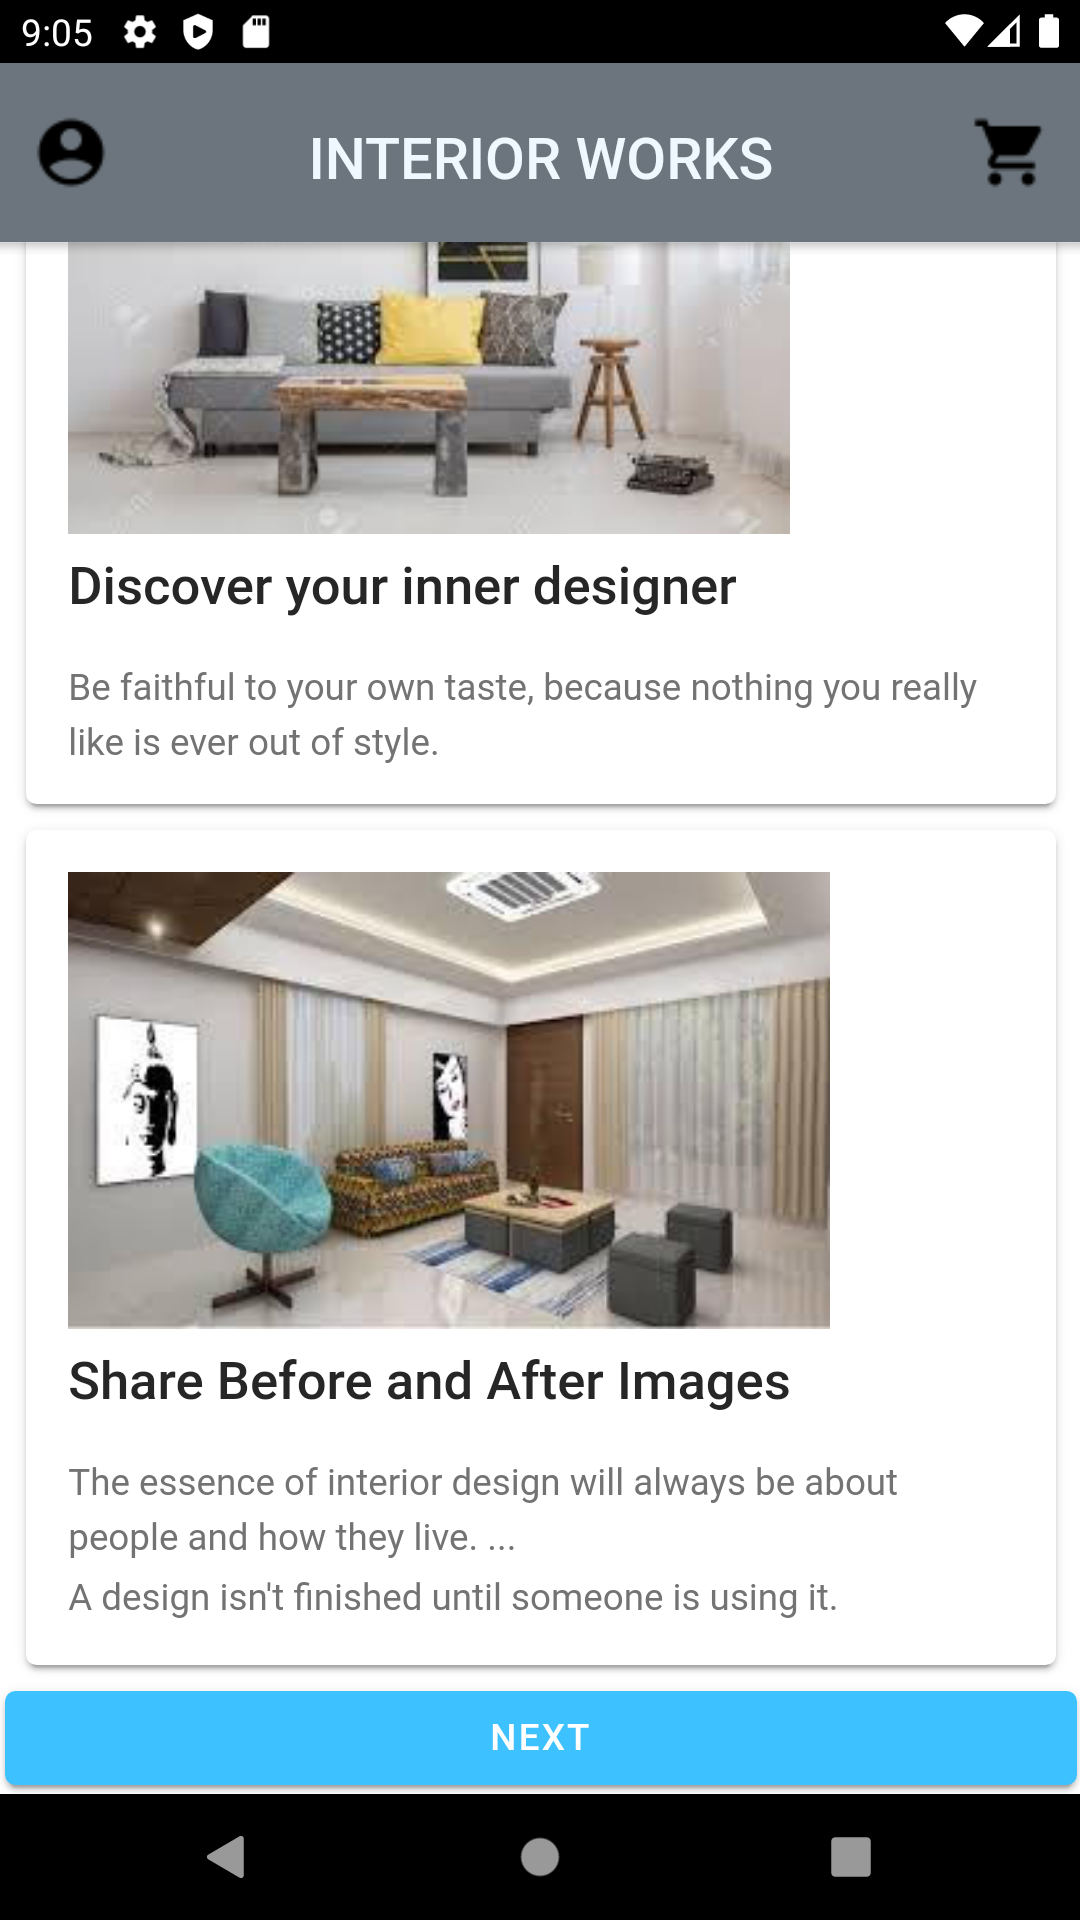 9:05
INTERIOR WORKS
Discover your inner designer
Be faithful to your own taste, because nothing you really
like is ever out of style.
Share Before and After Images
The essence of interior design will always be about
people and how they live. ...
A design isn't finished until someone is using it.
NEXT